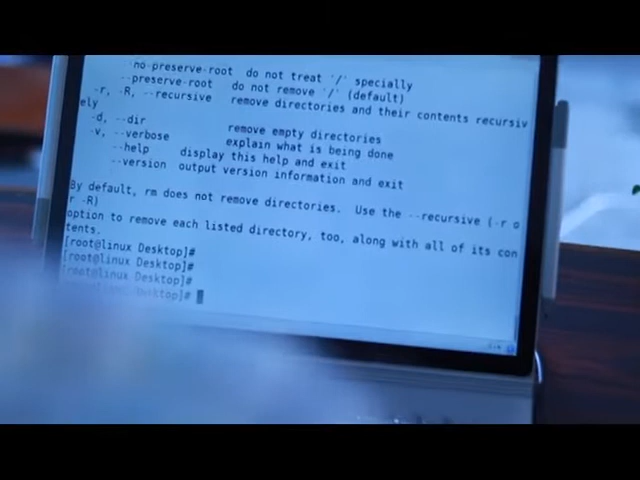 --no-preserve-root do not treat '/' specially
--preserve-root do not remove '/' (default)
-r, -R, --recursive remove directories and their contents recursiv
ely
-d, --dir remove empty directories
-v, --verbose explain what is being done
--help display this help and exit
--version output version information and exit
By default, rm does not remove directories. Use the --recursive (-r o
r -R)
option to remove each listed directory, too, along with all of its con
tents.
[root@linux Desktop]#
[root@linux Desktop]#
[root@linux Desktop]#
Desktop]#